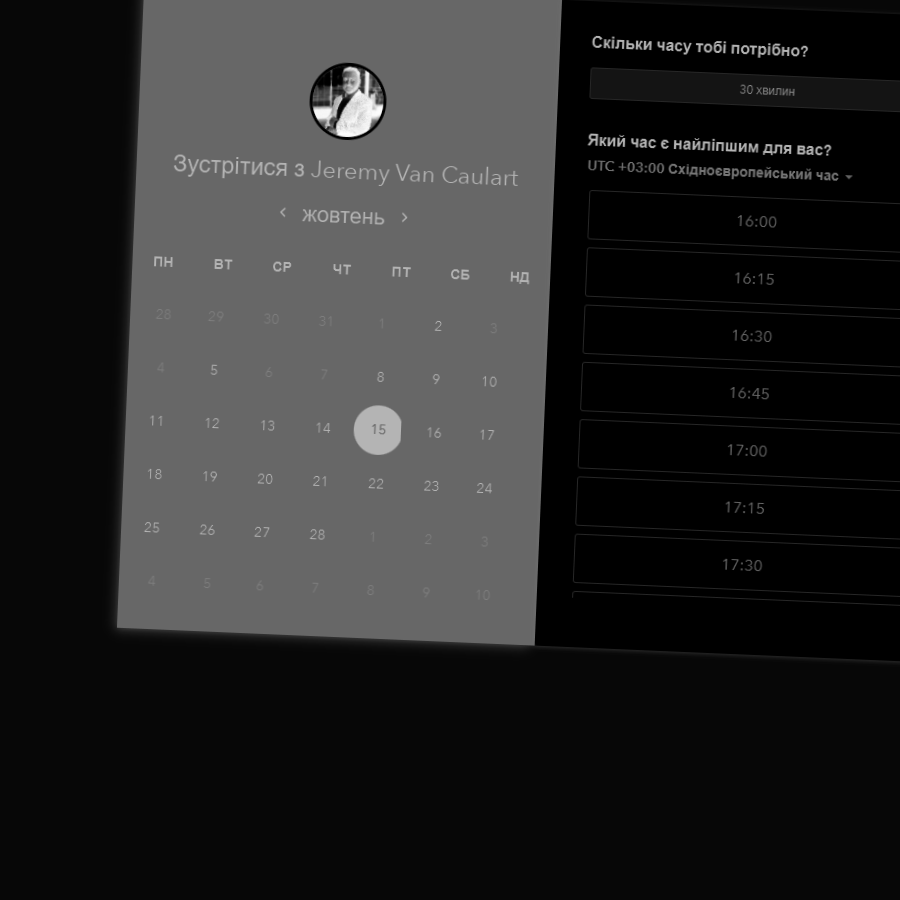 Зустрітися з Jeremy Van Caulart
жовтень
ПН ВТ СР ЧТ ПТ СБ НД
28 29 30 31 1 2 3
4 5 6 7 8 9 10
11 12 13 14 15 16 17
18 19 20 21 22 23 24
25 26 27 28 1 2 3
4 5 6 7 8 9 10
Скільки часу тобі потрібно?
30 хвилин
Який час є найліпшим для вас?
UTC +03:00 Східноєвропейський час
16:00
16:15
16:30
16:45
17:00
17:15
17:30